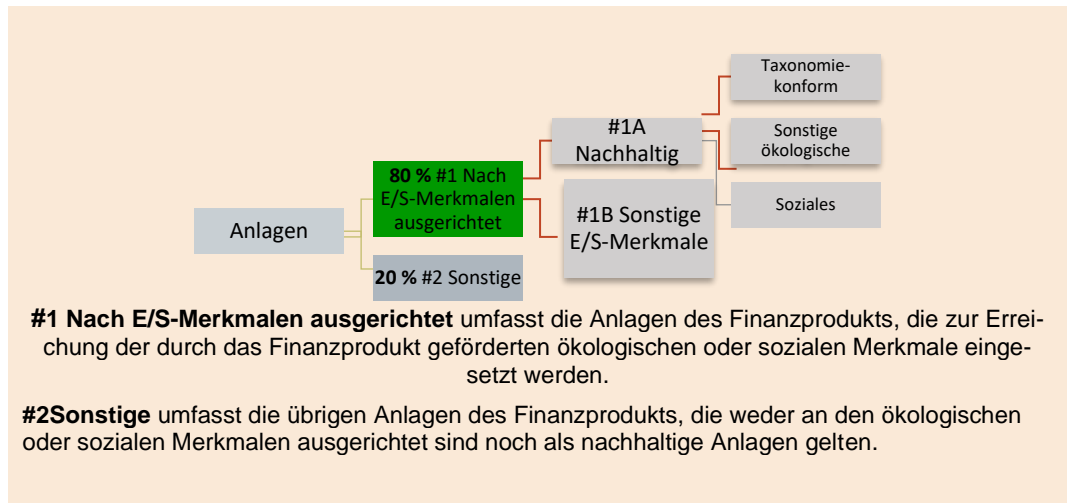 Taxonomie-
konform
#1A
Nachhaltig
Sonstige
ökologische
80 % #1 Nach
E/S-Merkmalen
ausgerichtet
#1B Sonstige
E/S-Merkmale
Soziales
Anlagen
20 % #2 Sonstige
#1 Nach E/S-Merkmalen ausgerichtet umfasst die Anlagen des Finanzprodukts, die zur Errei-
chung der durch das Finanzprodukt geförderten ökologischen oder sozialen Merkmale einge-
setzt werden.
#2Sonstige umfasst die übrigen Anlagen des Finanzprodukts, die weder an den ökologischen
oder sozialen Merkmalen ausgerichtet sind noch als nachhaltige Anlagen gelten.